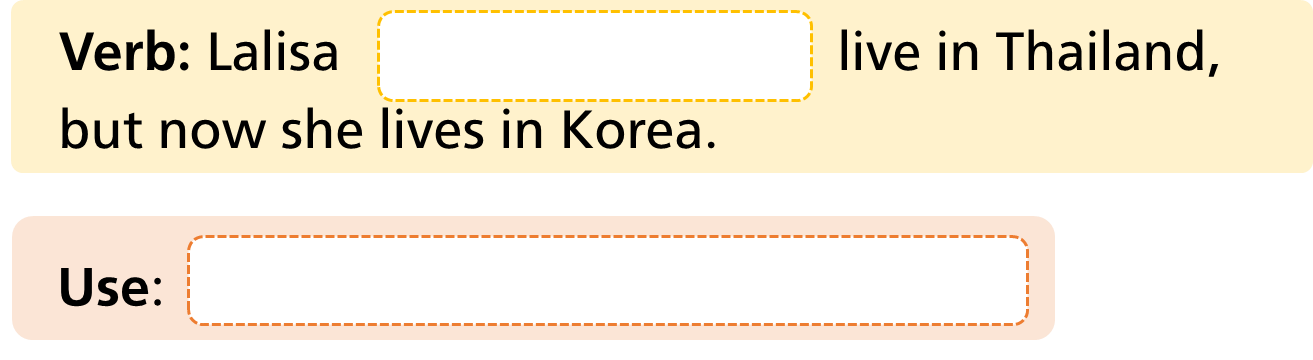 Verb: Lalisa live in Thailand,
but now she lives in Korea.
Use: